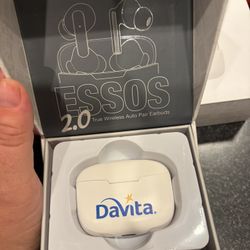 ESSOS
2.0
True Wireless Auto Pair Earbuds
DaVita.